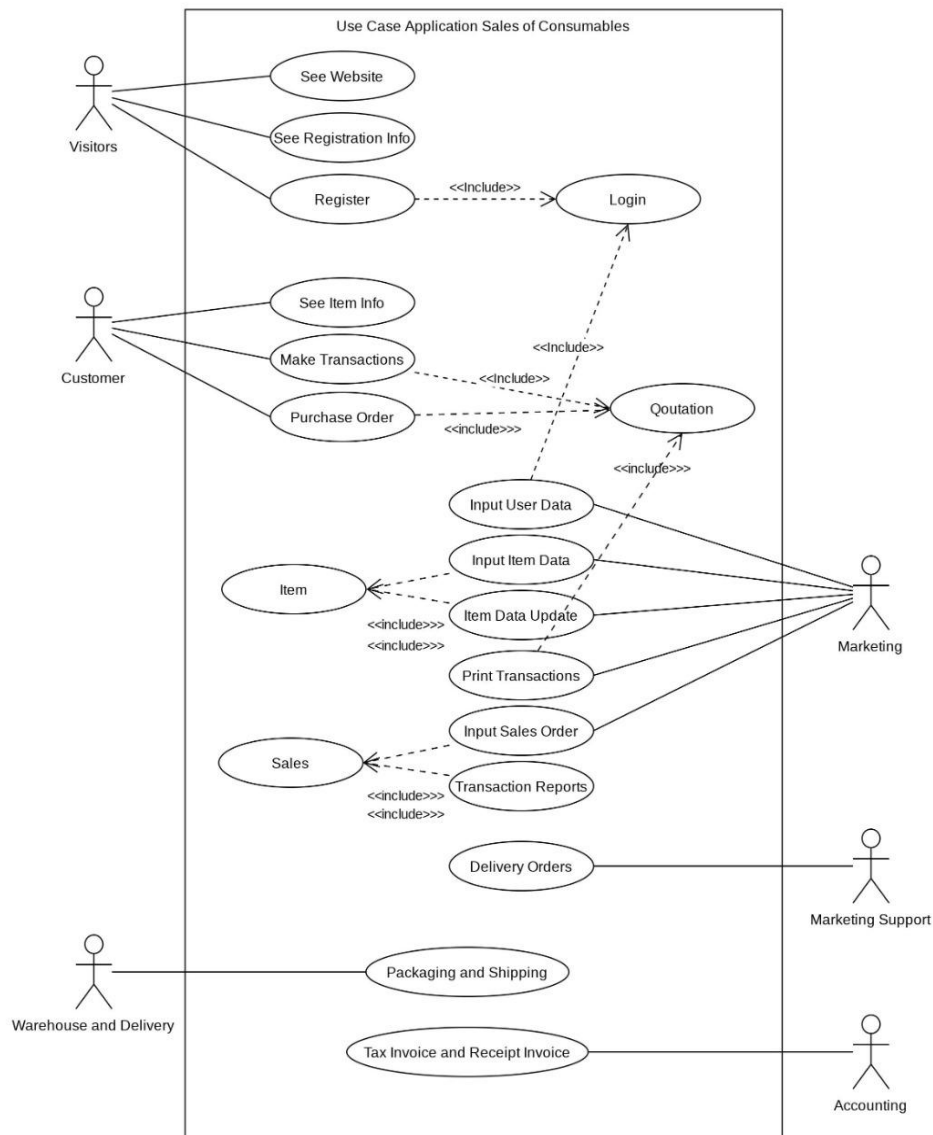 Use Case Application Sales of Consumables
See Website
Visitors
See Registration Info
<<Include>>
Register
Login
See Item Info
Customer
<<Include>>
Make Transactions
<<Include>>
Purchase Order
Qoutation
<<include>>>
<<include>>>
Input User Data
Input Item Data
Item
Item Data Update
<<include>>>
<<include>>>
Marketing
Print Transactions
Input Sales Order
Sales
Transaction Reports
<<include>>>
<<include>>>
Delivery Orders
Marketing Support
Packaging and Shipping
Warehouse and Delivery
Tax Invoice and Receipt Invoice
Accounting